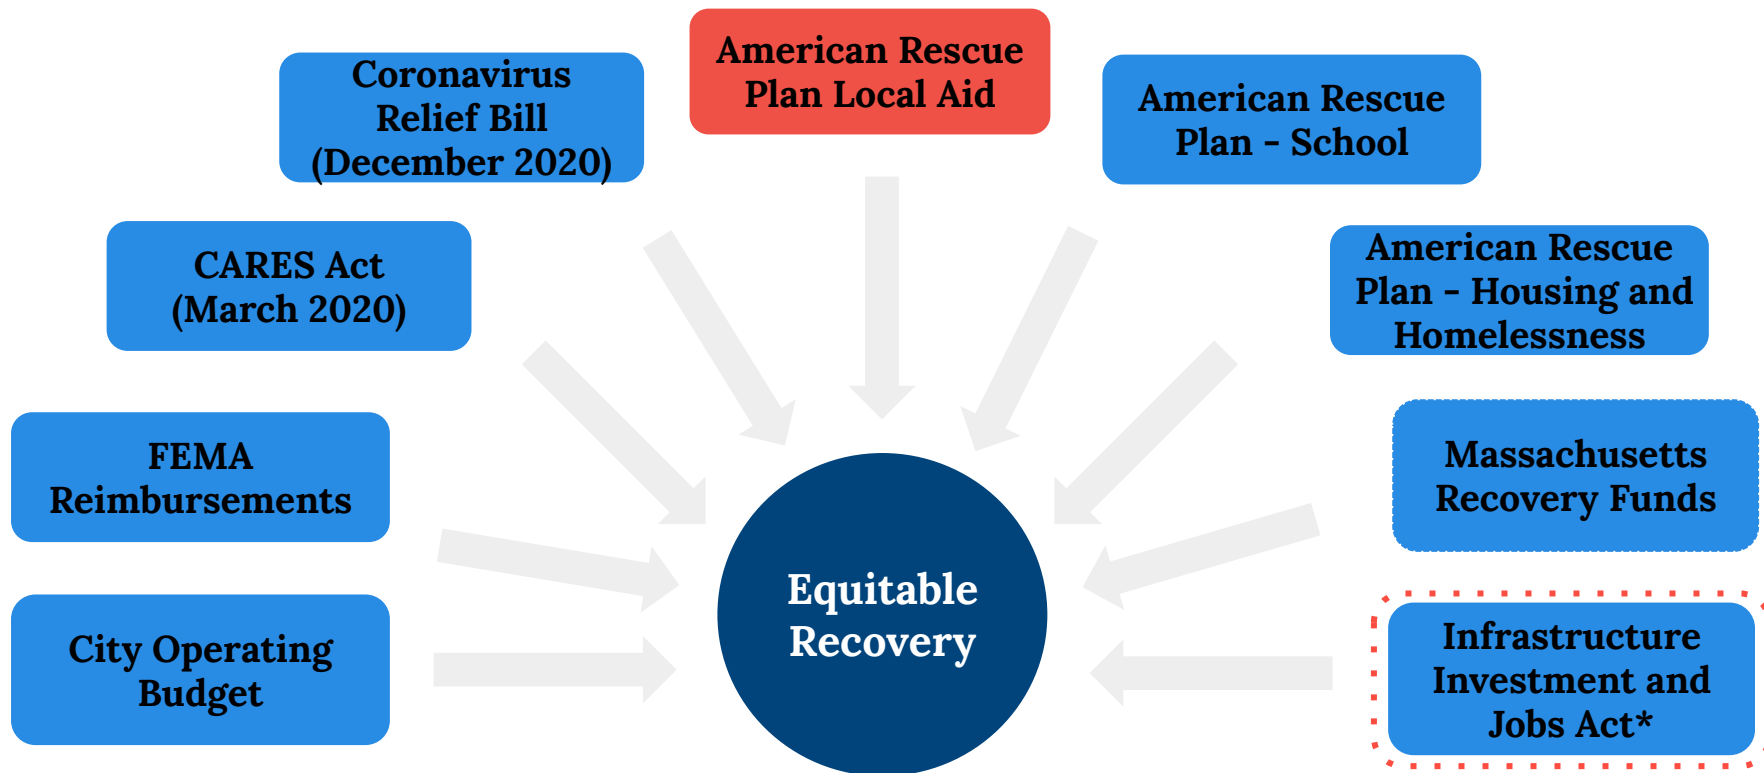 American Rescue
Plan Local Aid
Coronavirus
Relief Bill
(December 2020)
American Rescue
Plan - School
CARES Act
(March 2020)
American Rescue
Plan - Housing and
Homelessness
FEMA
Reimbursements
Massachusetts
Recovery Funds
City Operating
Budget
Equitable
Recovery
Infrastructure
Investment and
Jobs Act*